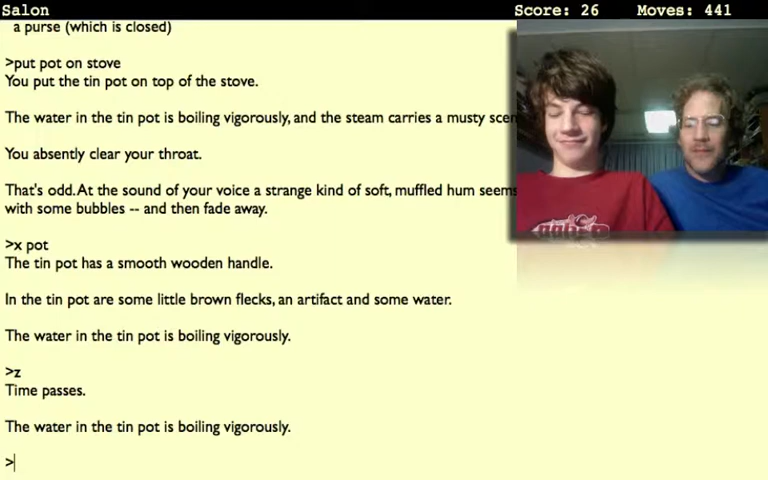 Salon Score: 26 Moves: 441
a purse (which is closed)
>put pot on stove
You put the tin pot on top of the stove.
The water in the tin pot is boiling vigorously, and the steam carries a musty
You absently clear your throat.
That's odd. At the sound of your voice a strange kind of soft, muffled hum seems
with some bubbles -- and then fade away.
>x pot
The tin pot has a smooth wooden handle.
In the tin pot are some little brown flecks, an artifact and some water.
The water in the tin pot is boiling vigorously.
>z
Time passes.
The water in the tin pot is boiling vigorously.
>